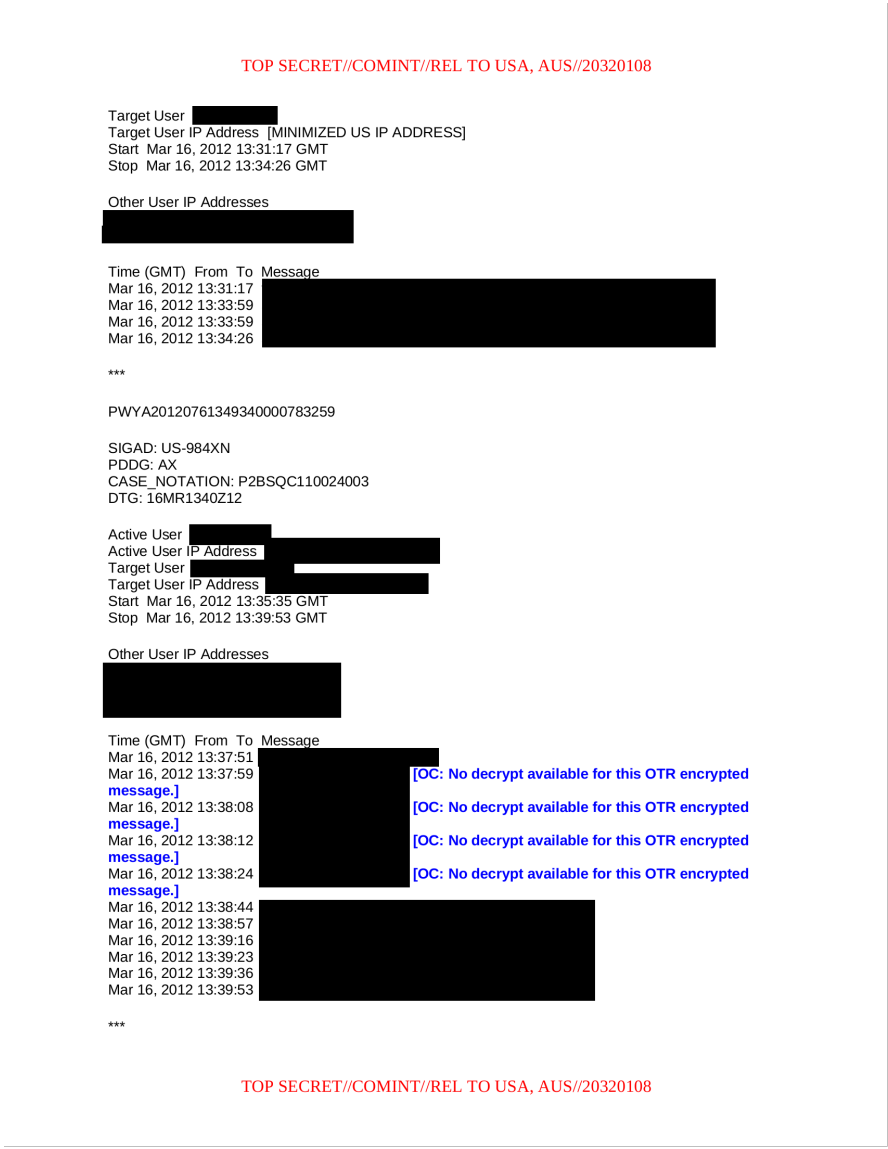 TOP SECRET//COMINT//REL TO USA, AUS//20320108
Target User
Target User IP Address [MINIMIZED US IP ADDRESS]
Start Mar 16, 2012 13:31:17 GMT
Stop Mar 16, 2012 13:34:26 GMT
Other User IP Addresses
Time (GMT) From To Message
Mar 16, 2012 13:31:17
Mar 16, 2012 13:33:59
Mar 16, 2012 13:33:59
Mar 16, 2012 13:34:26
***
PWYA20120761349340000783259
SIGAD: US-984XN
PDDG: AX
CASE_NOTATION: P2BSQC110024003
DTG: 16MR1340Z12
Active User
Active User IP Address
Target User
Target User IP Address
Start Mar 16, 2012 13:35:35 GMT
Stop Mar 16, 2012 13:39:53 GMT
Other User IP Addresses
Time (GMT) From To Message
Mar 16, 2012 13:37:51
Mar 16, 2012 13:37:59 [OC: No decrypt available for this OTR encrypted
message.]
Mar 16, 2012 13:38:08 [OC: No decrypt available for this OTR encrypted
message.]
Mar 16, 2012 13:38:12 [OC: No decrypt available for this OTR encrypted
message.]
Mar 16, 2012 13:38:24 [OC: No decrypt available for this OTR encrypted
message.]
Mar 16, 2012 13:38:44
Mar 16, 2012 13:38:57
Mar 16, 2012 13:39:16
Mar 16, 2012 13:39:23
Mar 16, 2012 13:39:36
Mar 16, 2012 13:39:53
***
TOP SECRET//COMINT//REL TO USA, AUS//20320108